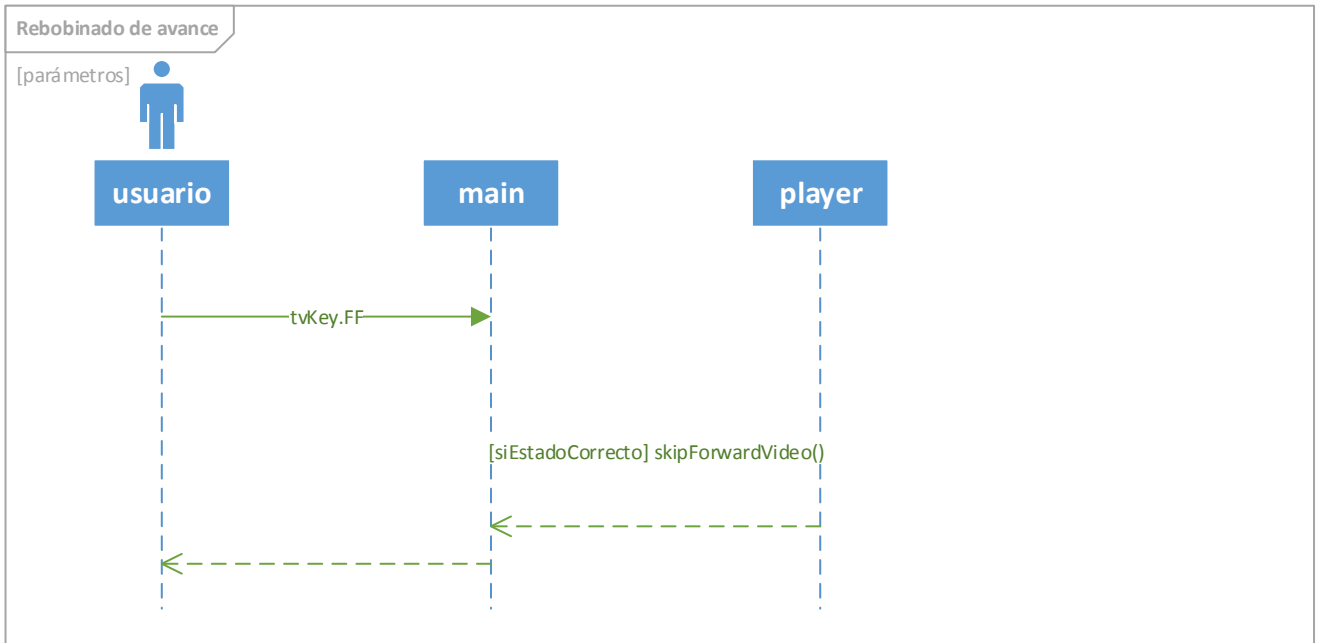 Rebobinado de avance
[parámetros]
usuario
main
player
tvKey.FF
[siEstadoCorrecto] skipForwardVideo()